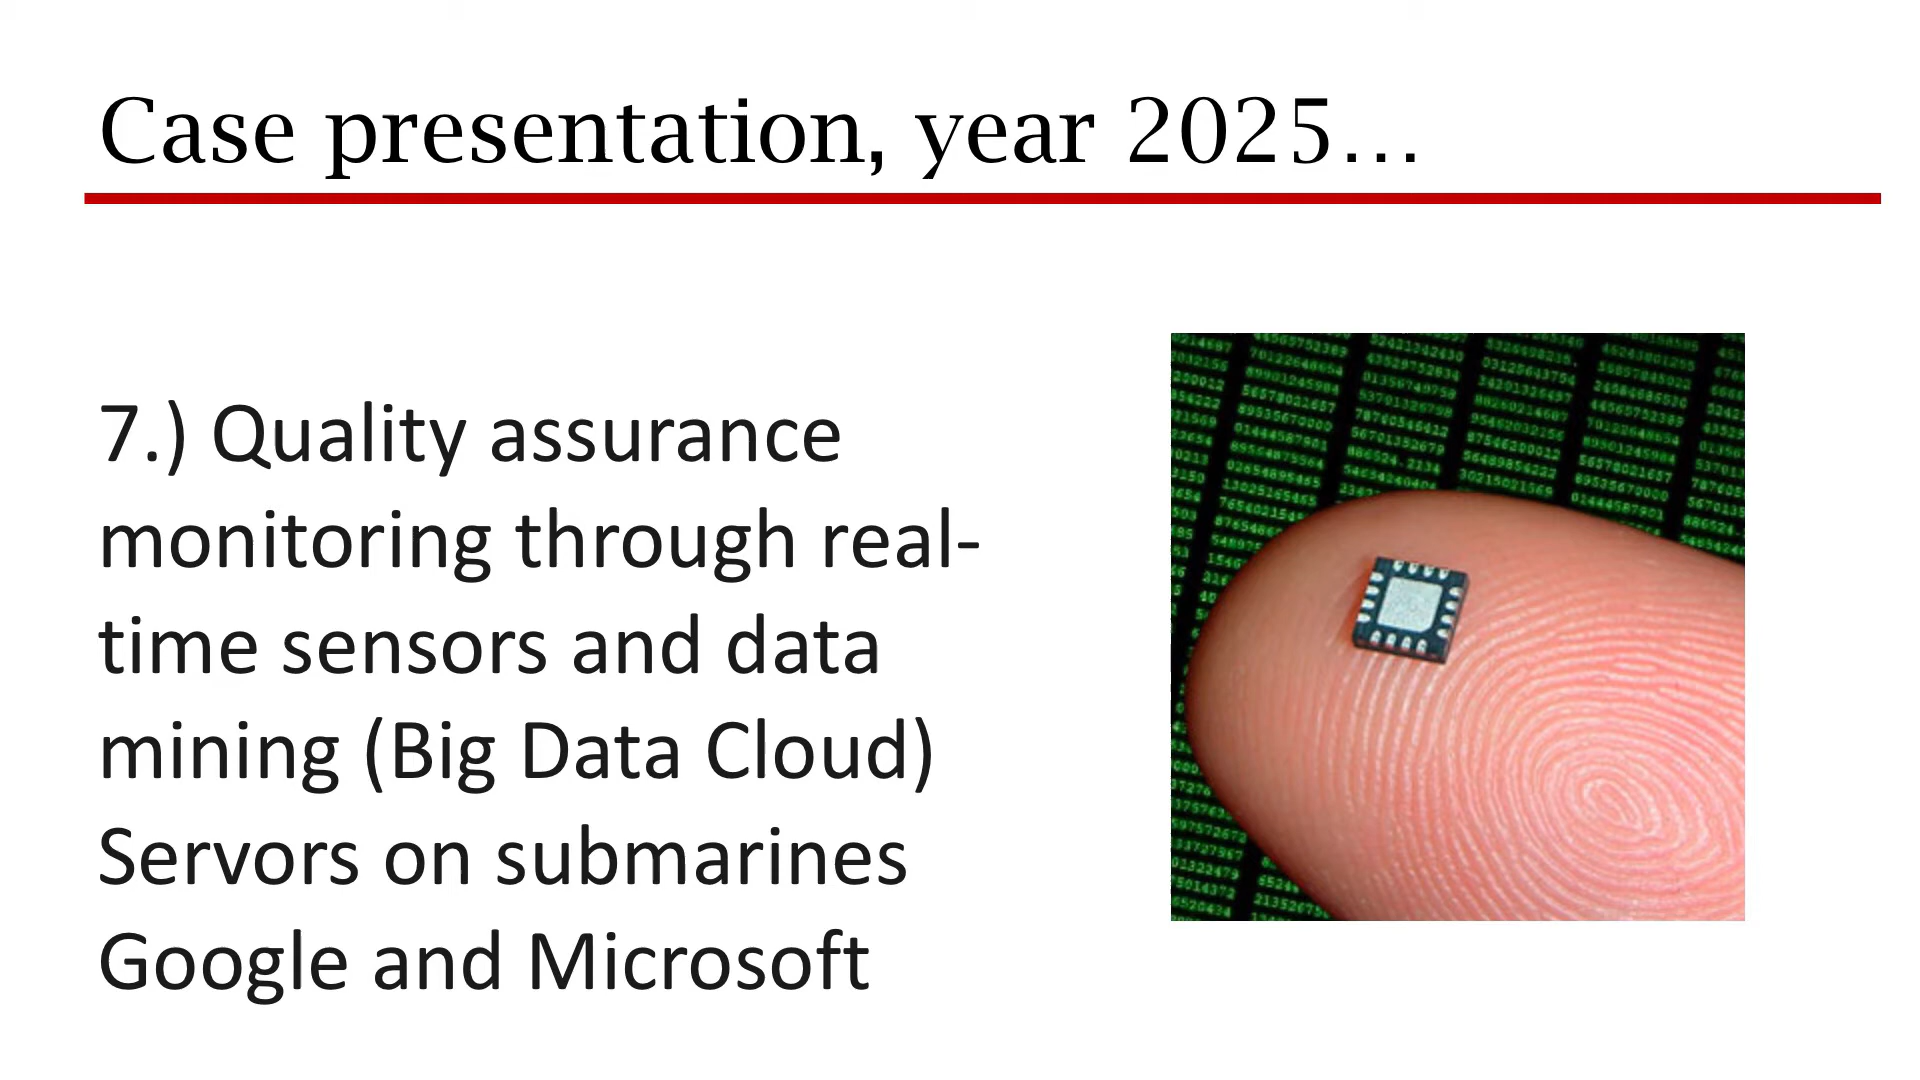 Case presentation, year 2025…
7.) Quality assurance
monitoring through real-
time sensors and data
mining (Big Data Cloud)
Servors on submarines
Google and Microsoft